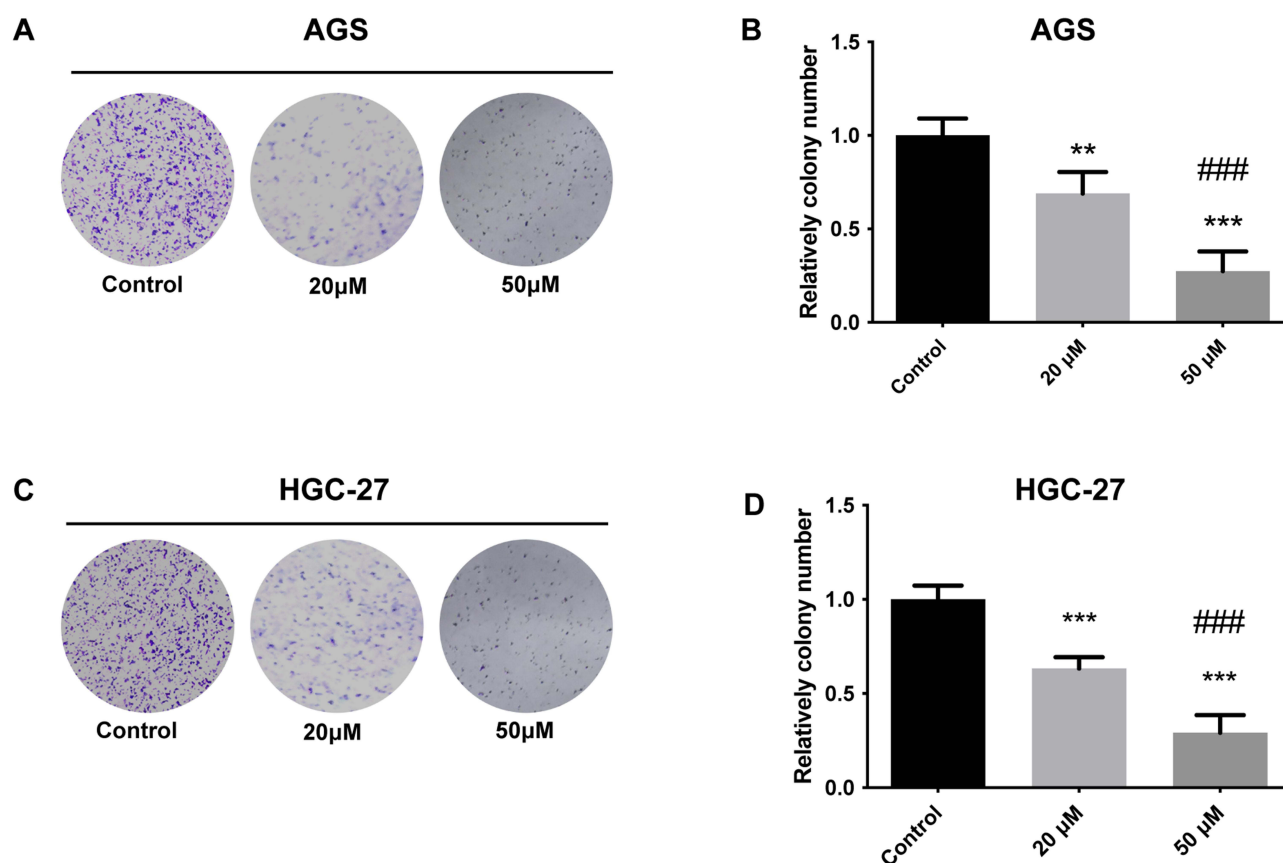 A
AGS
Control
20µM
50µM
B
AGS
Relatively colony number
1.5
1.0
0.5
0.0
**
###
***
Control
20 µM
50 µM
C
HGC-27
Control
20µM
50µM
D
HGC-27
Relatively colony number
1.5
1.0
0.5
0.0
***
###
***
Control
20 µM
50 µM